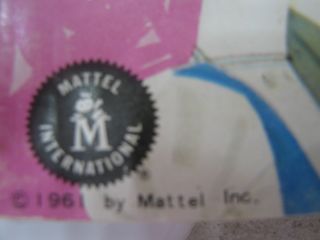 MATTEL
M
INTERNATIONAL
®
© 1961 by Mattel Inc.